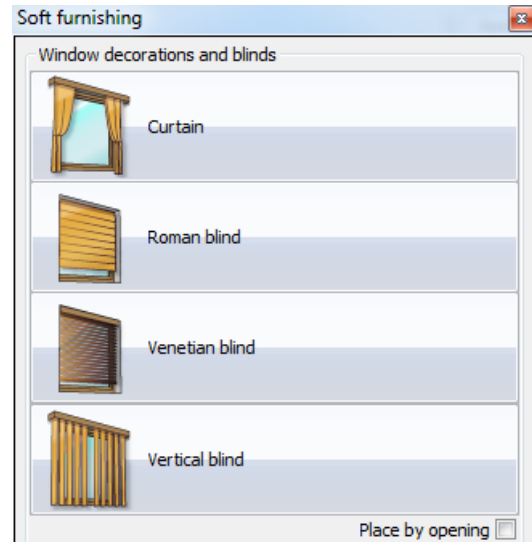 Soft furnishing
Window decorations and blinds
Curtain
Roman blind
Venetian blind
Vertical blind
Place by opening